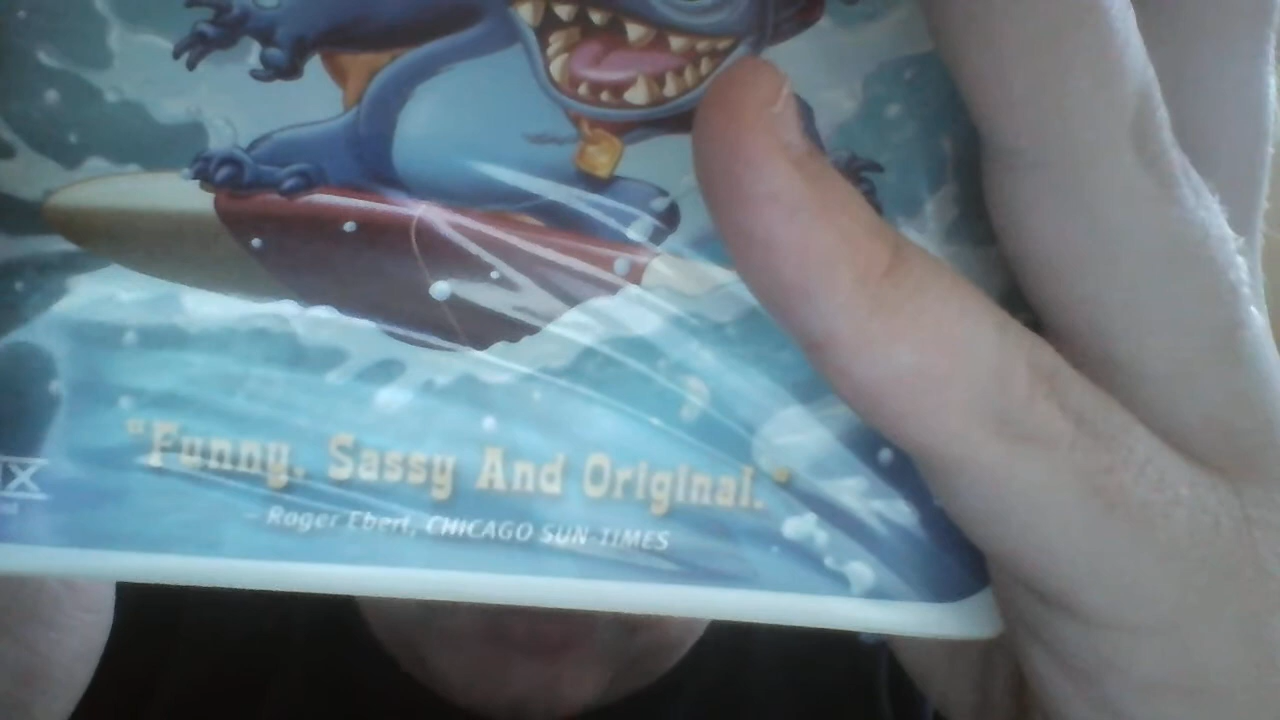 "Funny, Sassy And Original."
- Roger Ebert, CHICAGO SUN-TIMES